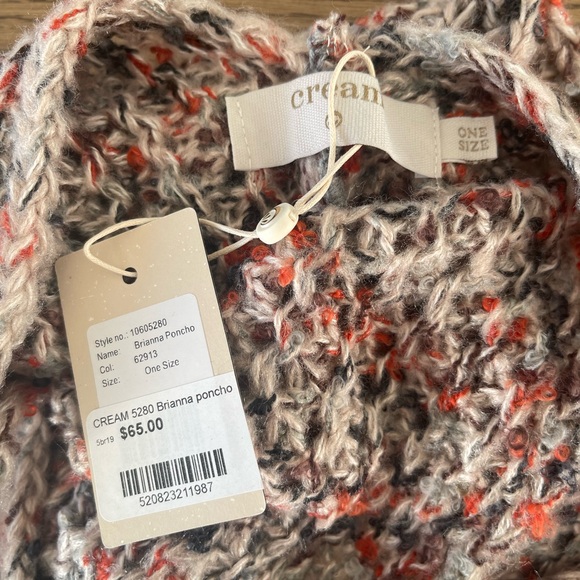 cream
ONE
SIZE
Style no.: 10605280
Name: Brianna Poncho
Col: 62913
Size: One Size
CREAM 5280 Brianna poncho
5br19 $65.00
520823211987